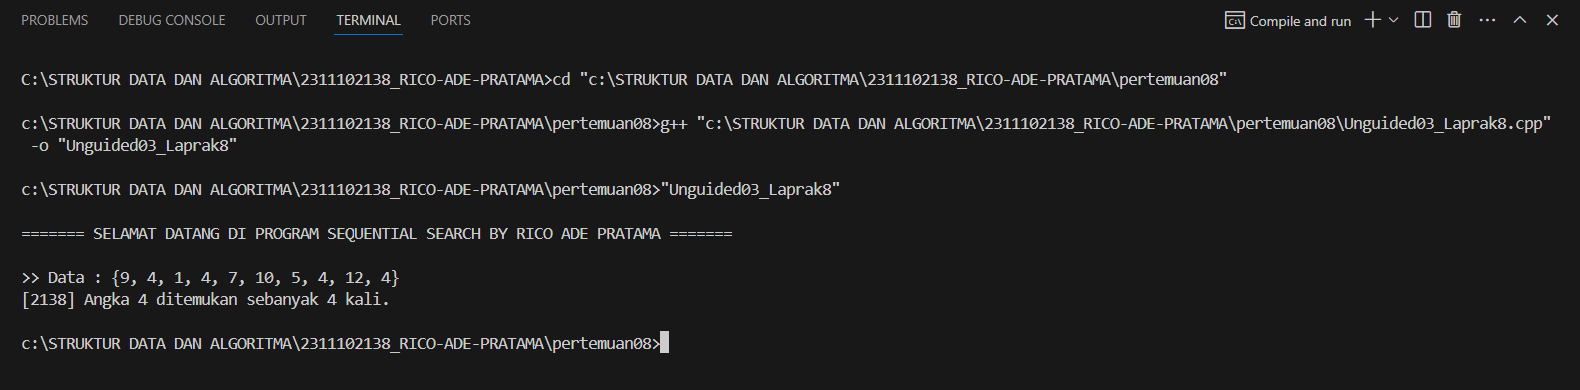 PROBLEMS DEBUG CONSOLE OUTPUT TERMINAL PORTS Compile and run
C:\STRUKTUR DATA DAN ALGORITMA\2311102138_RICO-ADE-PRATAMA>cd "c:\STRUKTUR DATA DAN ALGORITMA\2311102138_RICO-ADE-PRATAMA\pertemuan08"
c:\STRUKTUR DATA DAN ALGORITMA\2311102138_RICO-ADE-PRATAMA\pertemuan08>g++ "c:\STRUKTUR DATA DAN ALGORITMA\2311102138_RICO-ADE-PRATAMA\pertemuan08\Unguided03_Laprak8.cpp"
-o "Unguided03_Laprak8"
c:\STRUKTUR DATA DAN ALGORITMA\2311102138_RICO-ADE-PRATAMA\pertemuan08>"Unguided03_Laprak8"
======= SELAMAT DATANG DI PROGRAM SEQUENTIAL SEARCH BY RICO ADE PRATAMA =======
>> Data : {9, 4, 1, 4, 7, 10, 5, 4, 12, 4}
[2138] Angka 4 ditemukan sebanyak 4 kali.
c:\STRUKTUR DATA DAN ALGORITMA\2311102138_RICO-ADE-PRATAMA\pertemuan08>